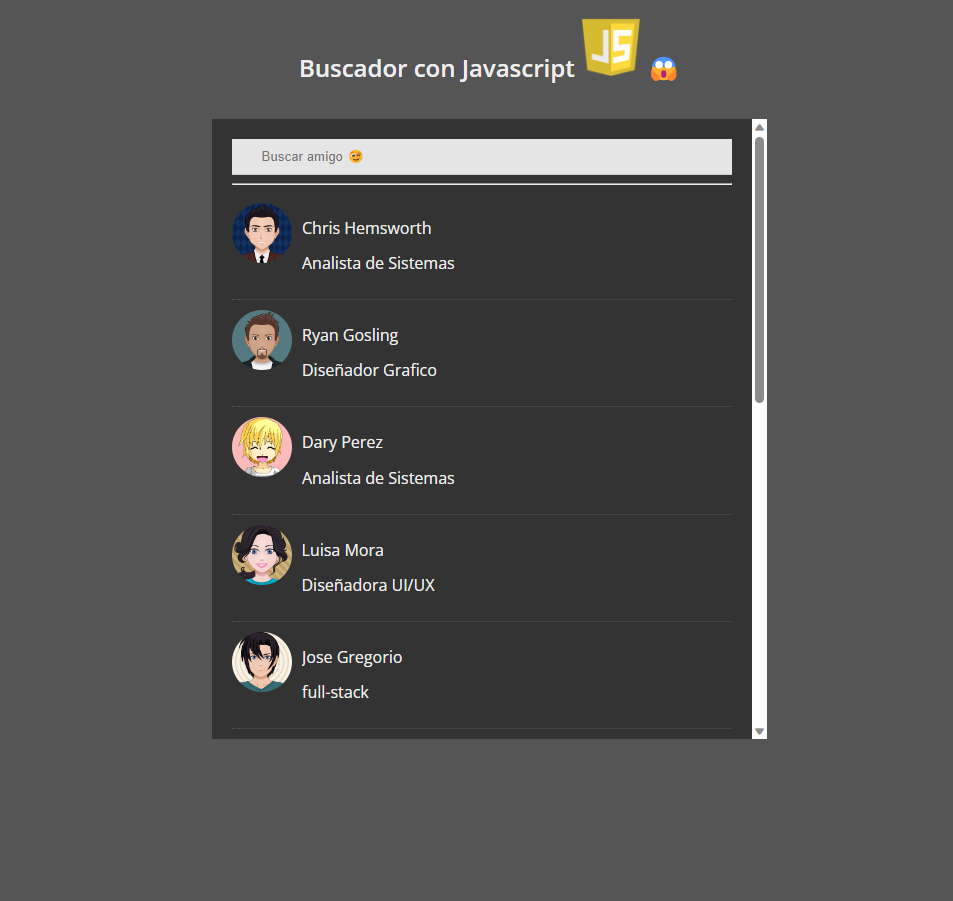 Buscador con Javascript JS 😱
Buscar amigo 😉
Chris Hemsworth
Analista de Sistemas
Ryan Gosling
Diseñador Grafico
Dary Perez
Analista de Sistemas
Luisa Mora
Diseñadora UI/UX
Jose Gregorio
full-stack